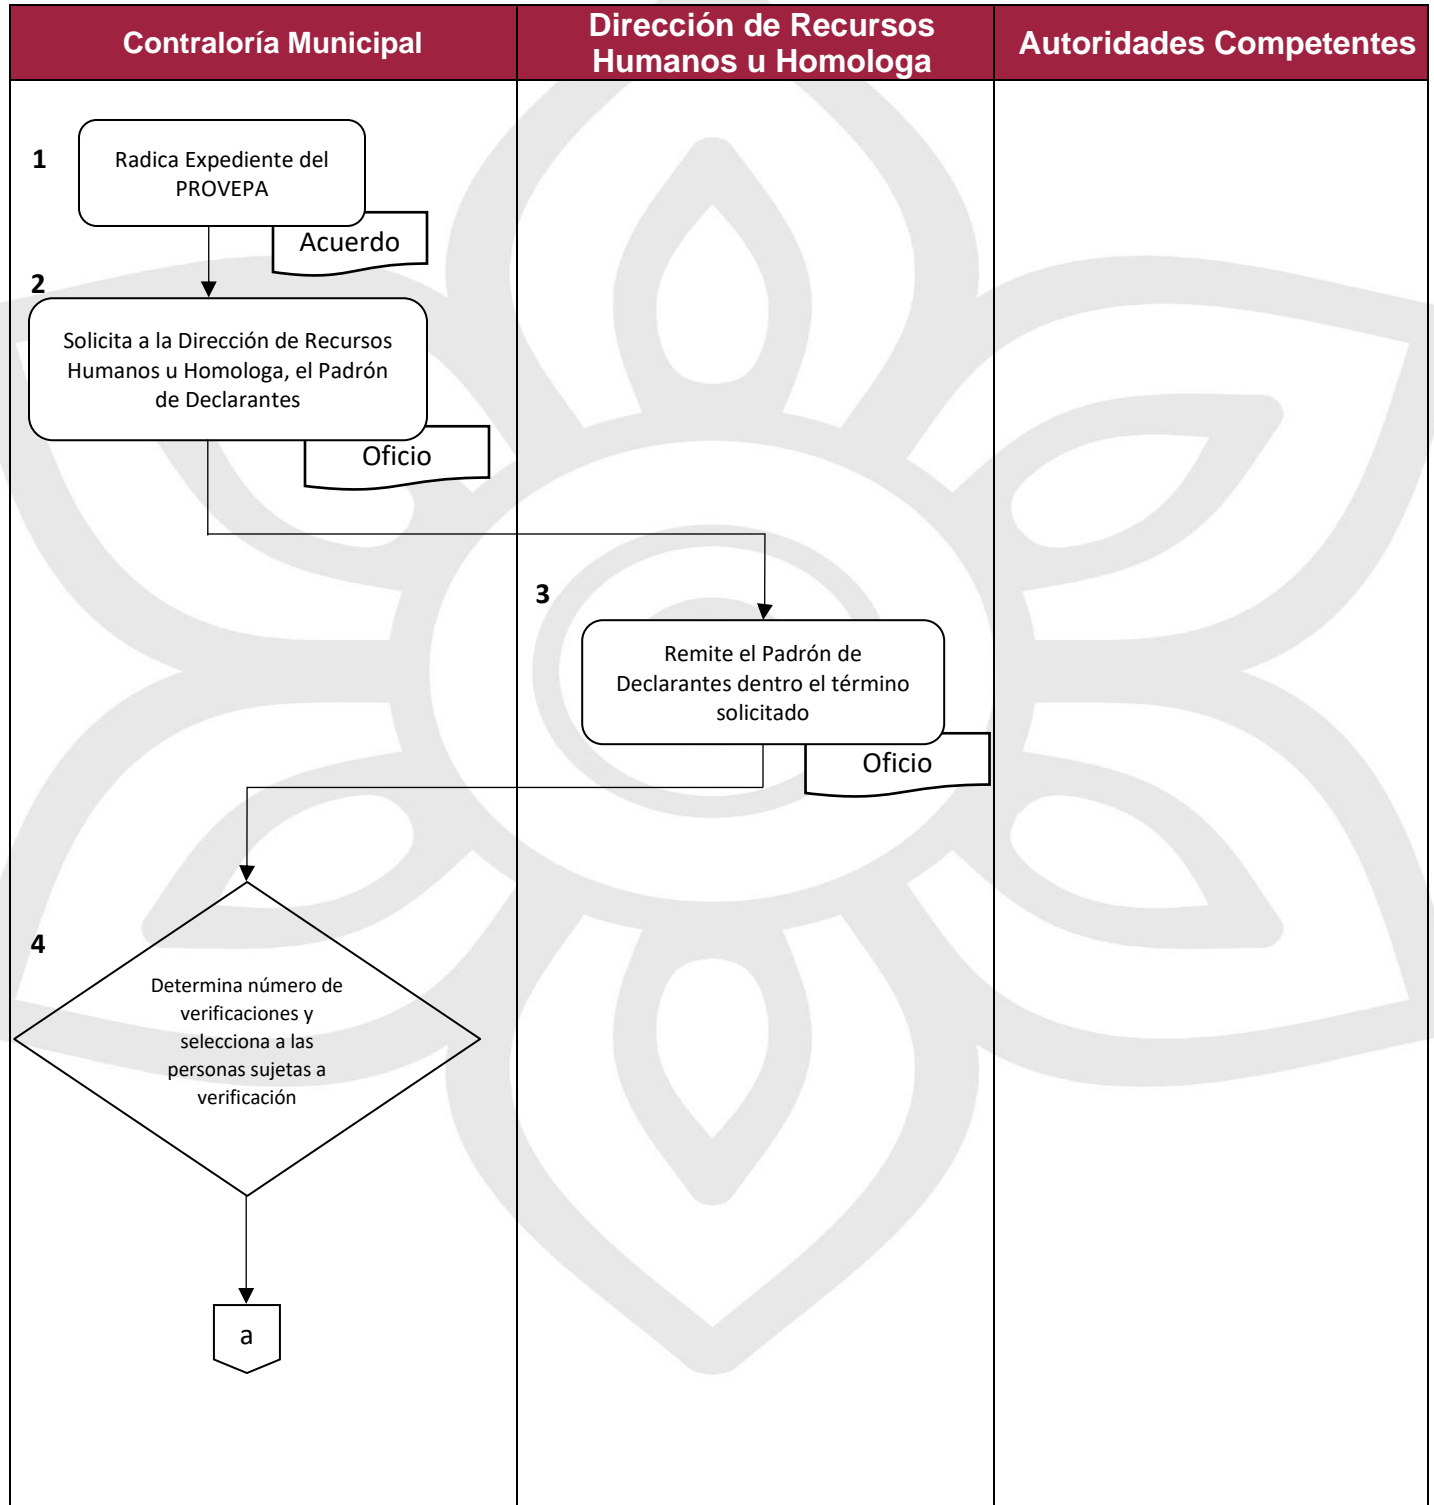 Contraloría Municipal
Dirección de Recursos
Humanos u Homologa
Autoridades Competentes
1
Radica Expediente del
PROVEPA
Acuerdo
2
Solicita a la Dirección de Recursos
Humanos u Homologa, el Padrón
de Declarantes
Oficio
3
Remite el Padrón de
Declarantes dentro el término
solicitado
Oficio
4
Determina número de
verificaciones y
selecciona a las
personas sujetas a
verificación
a